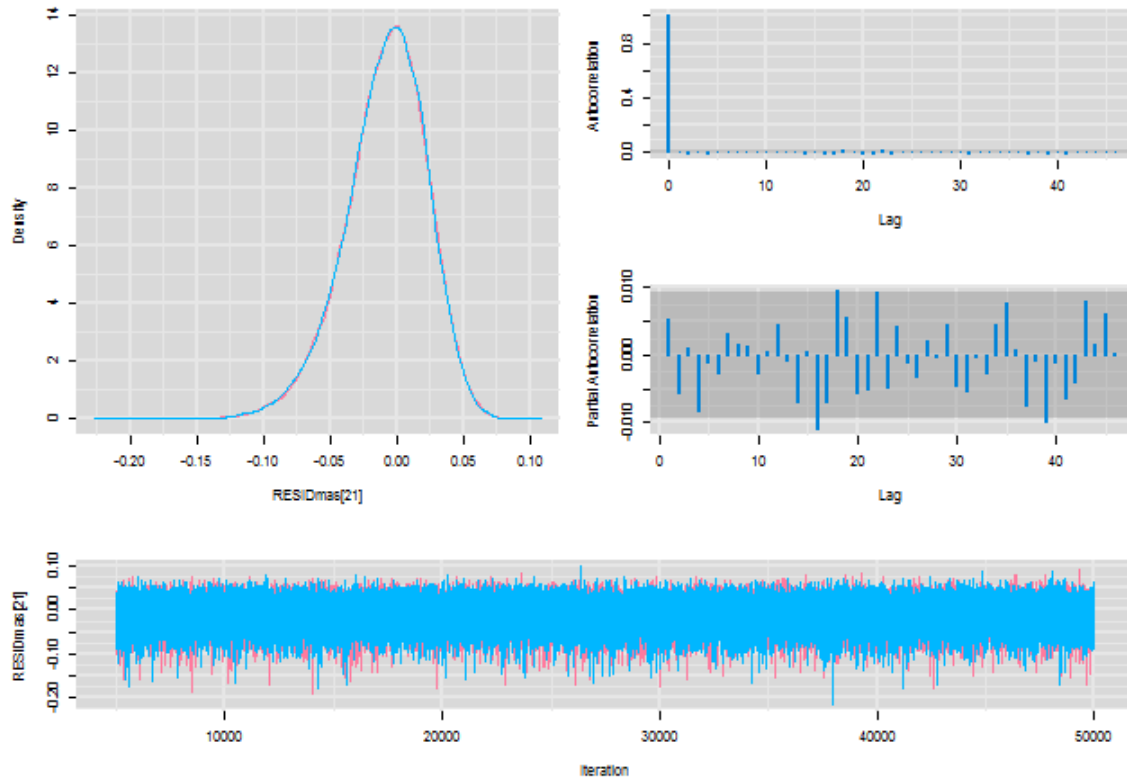 Density
14
12
10
8
6
4
2
0
-0.20 -0.15 -0.10 -0.05 0.00 0.05 0.10
RESIDmas[21]
Autocorrelation
0.8
0.4
0.0
0 10 20 30 40
Lag
Partial Autocorrelation
0.010
0.000
-0.010
0 10 20 30 40
Lag
RESIDmas[21]
0.10
0.00
-0.10
-0.20
10000 20000 30000 40000 50000
Iteration